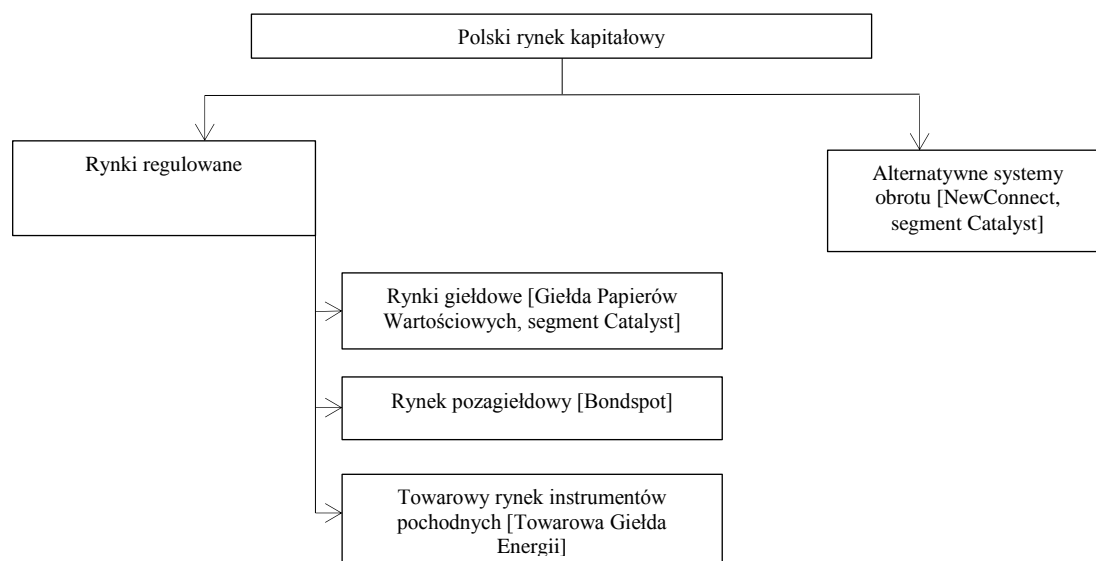 Polski rynek kapitałowy
Rynki regulowane
Alternatywne systemy
obrotu [NewConnect,
segment Catalyst]
Rynki giełdowe [Giełda Papierów
Wartościowych, segment Catalyst]
Rynek pozagiełdowy [Bondspot]
Towarowy rynek instrumentów
pochodnych [Towarowa Giełda
Energii]